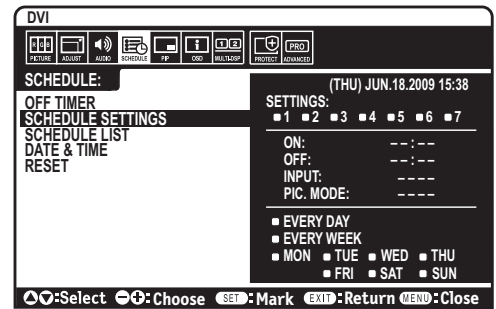 DVI
RGB
PICTURE ADJUST AUDIO SCHEDULE PIP OSD MULTI-DSP PROTECT ADVANCED
1 2
PRO
SCHEDULE:
OFF TIMER
SCHEDULE SETTINGS
SCHEDULE LIST
DATE & TIME
RESET
(THU) JUN.18.2009 15:38
SETTINGS:
1 2 3 4 5 6 7
ON: --:--
OFF: --:--
INPUT: ----
PIC. MODE: ----
EVERY DAY
EVERY WEEK
MON TUE WED THU
FRI SAT SUN
:Select :Choose SET:Mark EXIT:Return MENU:Close